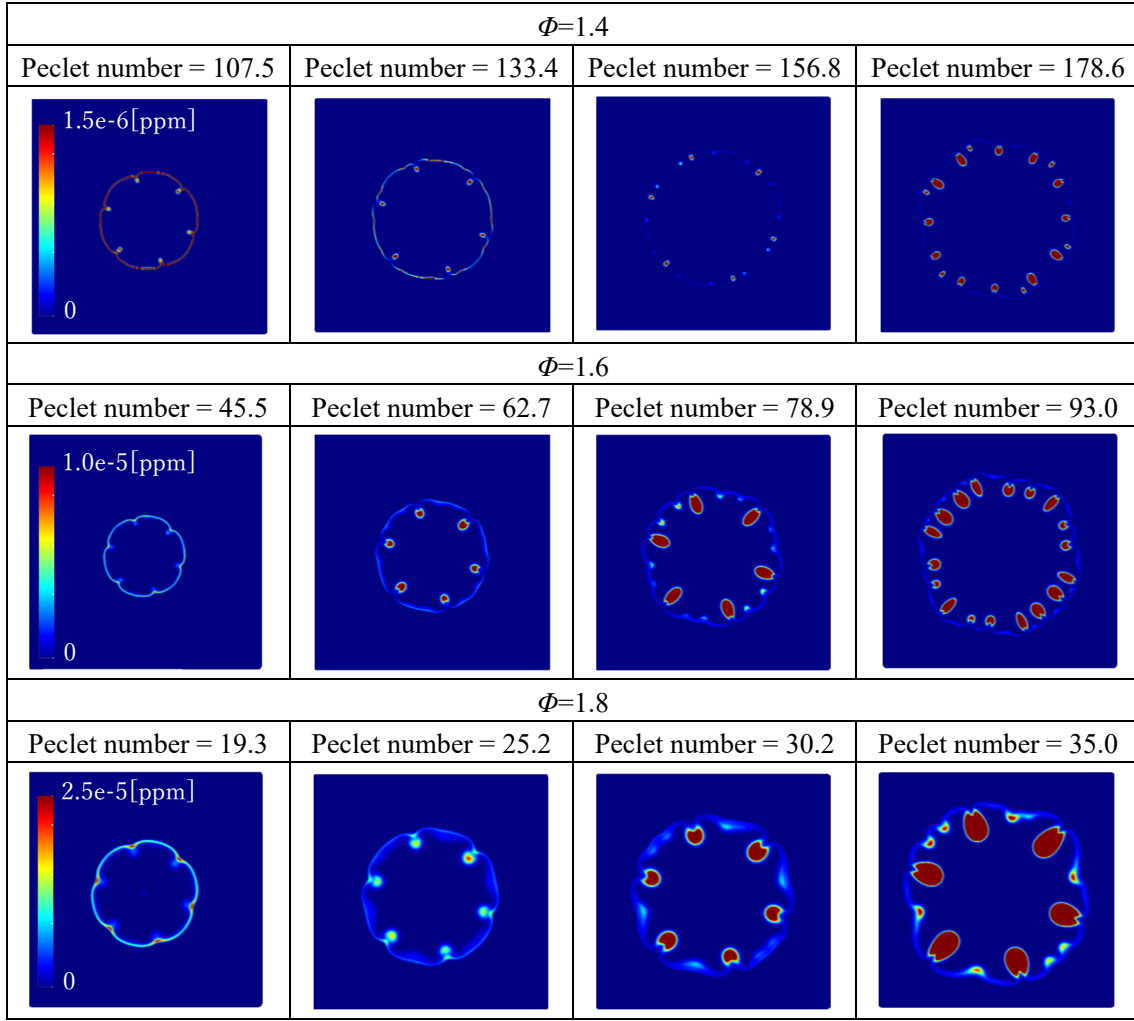 Φ=1.4
Peclet number = 107.5 Peclet number = 133.4 Peclet number = 156.8 Peclet number = 178.6
1.5e-6[ppm]
0
Φ=1.6
Peclet number = 45.5 Peclet number = 62.7 Peclet number = 78.9 Peclet number = 93.0
1.0e-5[ppm]
0
Φ=1.8
Peclet number = 19.3 Peclet number = 25.2 Peclet number = 30.2 Peclet number = 35.0
2.5e-5[ppm]
0